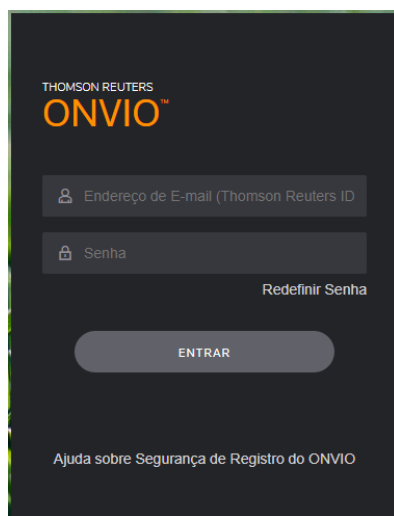 THOMSON REUTERS
ONVIO™
Endereço de E-mail (Thomson Reuters ID
Senha
Redefinir Senha
ENTRAR
Ajuda sobre Segurança de Registro do ONVIO